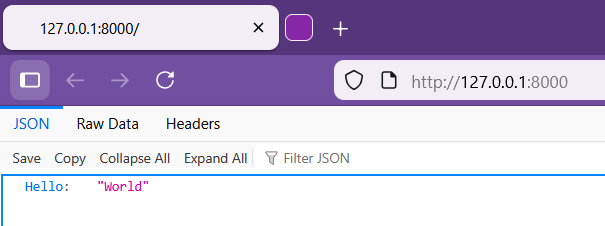 127.0.0.1:8000/
http://127.0.0.1:8000
JSON Raw Data Headers
Save Copy Collapse All Expand All Filter JSON
Hello: "World"